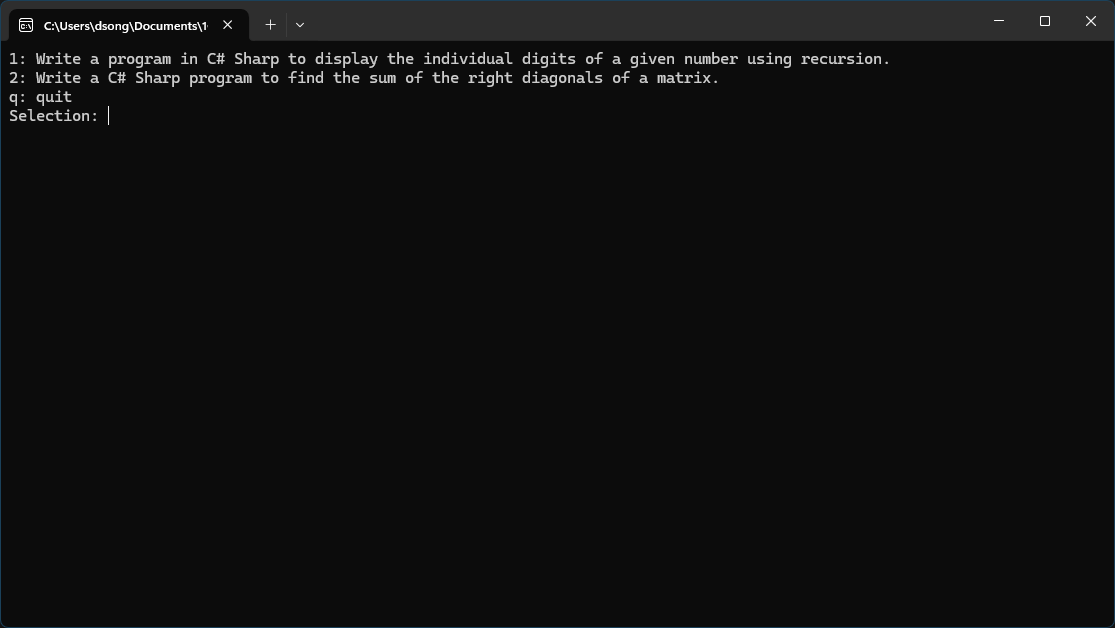 C:\Users\dsong\Documents\1
1: Write a program in C# Sharp to display the individual digits of a given number using recursion.
2: Write a C# Sharp program to find the sum of the right diagonals of a matrix.
q: quit
Selection: